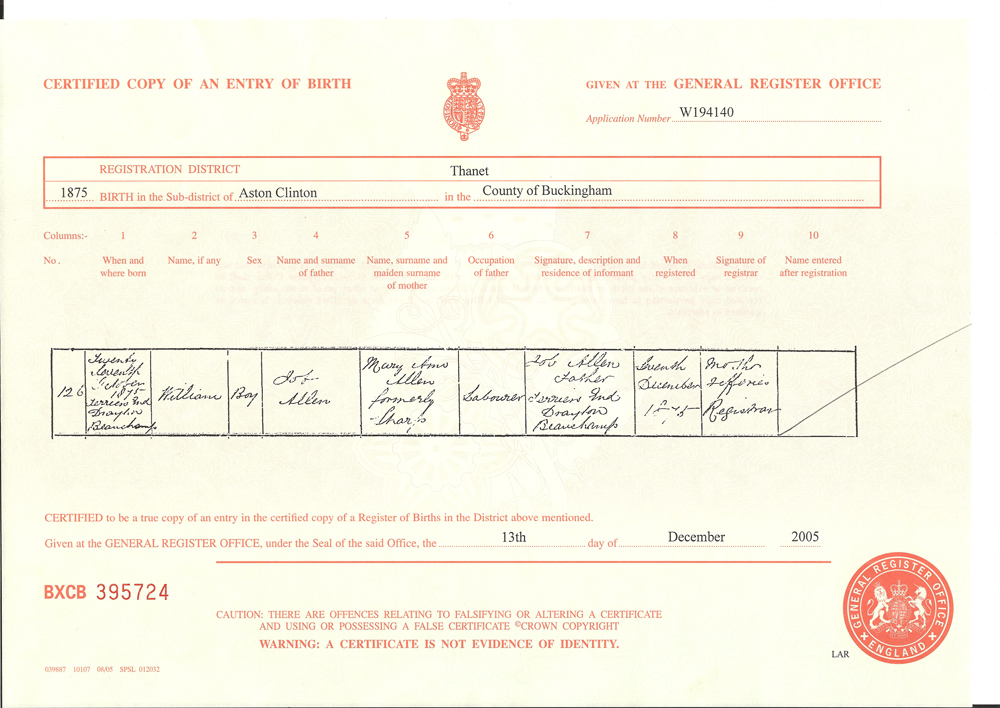 CERTIFIED COPY OF AN ENTRY OF BIRTH
GIVEN AT THE GENERAL REGISTER OFFICE
Application Number W194140
REGISTRATION DISTRICT Thanet
1875 BIRTH in the Sub-district of Aston Clinton in the County of Buckingham
Columns:- 1 2 3 4 5 6 7 8 9 10
No. When and where born
Name, if any
Sex
Name and surname of father
Name, surname and maiden surname of mother
Occupation of father
Signature, description and residence of informant
When registered
Signature of registrar
Name entered after registration
126
Twenty
Seventh
October
1875
Terriers End
Drayton
Beauchamp
William
Boy
Job
Allen
Mary Ann
Allen
formerly
Sharp
Labourer
Job Allen
Father
Terriers End
Drayton
Beauchamp
Seventh
December
1875
Jefferies
Registrar
CERTIFIED to be a true copy of an entry in the certified copy of a Register of Births in the District above mentioned.
Given at the GENERAL REGISTER OFFICE, under the Seal of the said Office, the 13th day of December 2005
BXCB 395724
CAUTION: THERE ARE OFFENCES RELATING TO FALSIFYING OR ALTERING A CERTIFICATE
AND USING OR POSSESSING A FALSE CERTIFICATE ©CROWN COPYRIGHT
WARNING: A CERTIFICATE IS NOT EVIDENCE OF IDENTITY.
GENERAL REGISTER OFFICE
ENGLAND
LAR
039887 10107 08/05 SPSL 012032